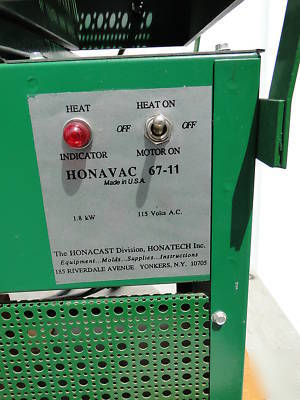 HEAT HEAT ON
OFF OFF
INDICATOR MOTOR ON
HONAVAC 67-11
Made in U.S.A.
1.8 kW 115 Volts A.C.
The HONACAST Division, HONATECH Inc.
Equipment...Molds...Supplies...Instructions
185 RIVERDALE AVENUE YONKERS, N.Y. 10705